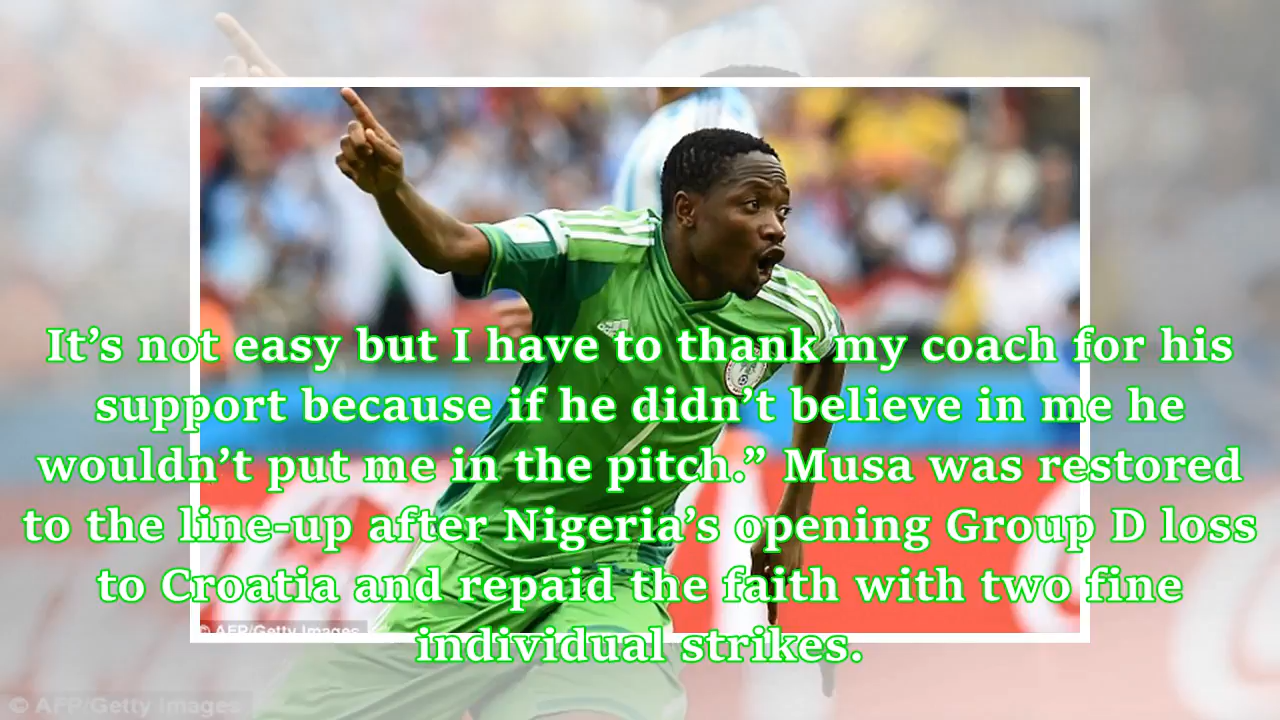 It’s not easy but I have to thank my coach for his
support because if he didn’t believe in me he
wouldn’t put me in the pitch.” Musa was restored
to the line-up after Nigeria’s opening Group D loss
to Croatia and repaid the faith with two fine
individual strikes.
© AFP/Getty Images
© AFP/Getty Images